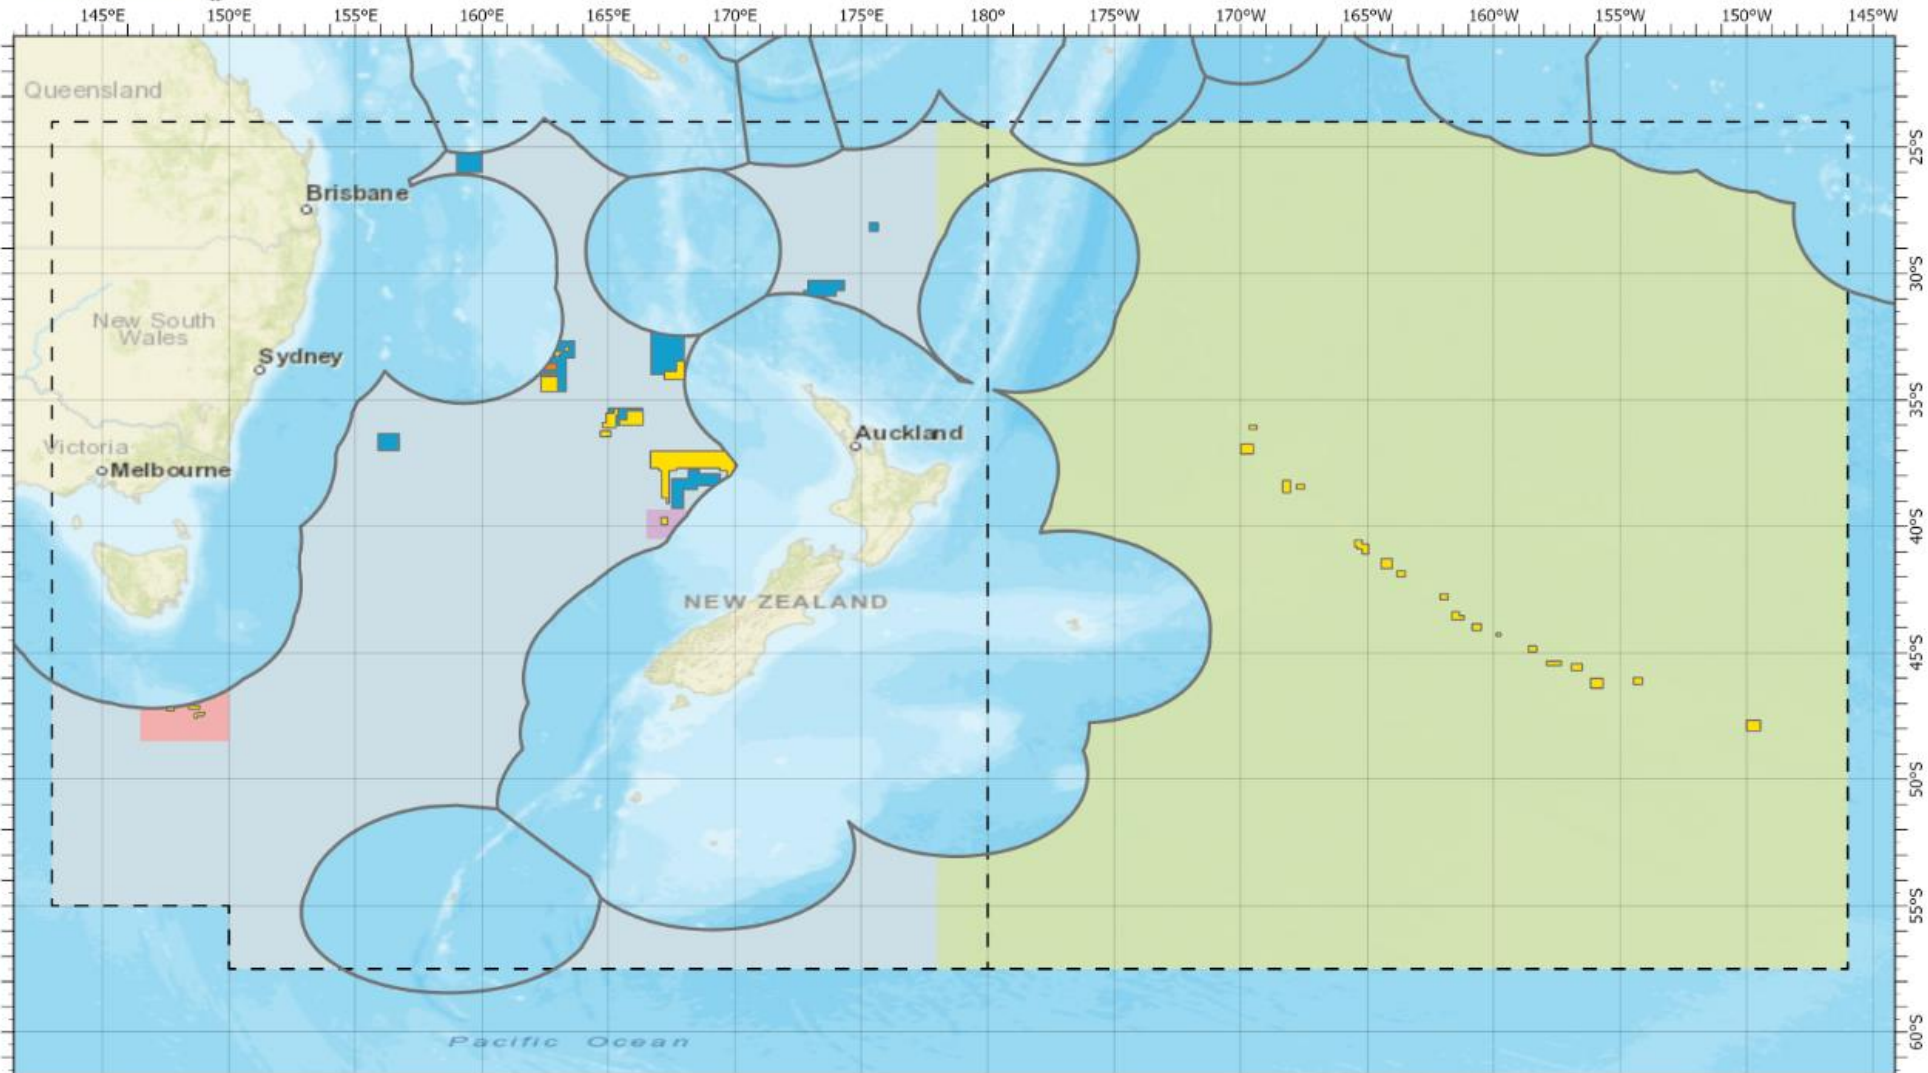 145°E 150°E 155°E 160°E 165°E 170°E 175°E 180° 175°W 170°W 165°W 160°W 155°W 150°W 145°W
Queensland
25°S
Brisbane
30°S
New South
Wales
Sydney
35°S
Auckland
Victoria
Melbourne
40°S
NEW ZEALAND
45°S
50°S
55°S
60°S
Pacific Ocean